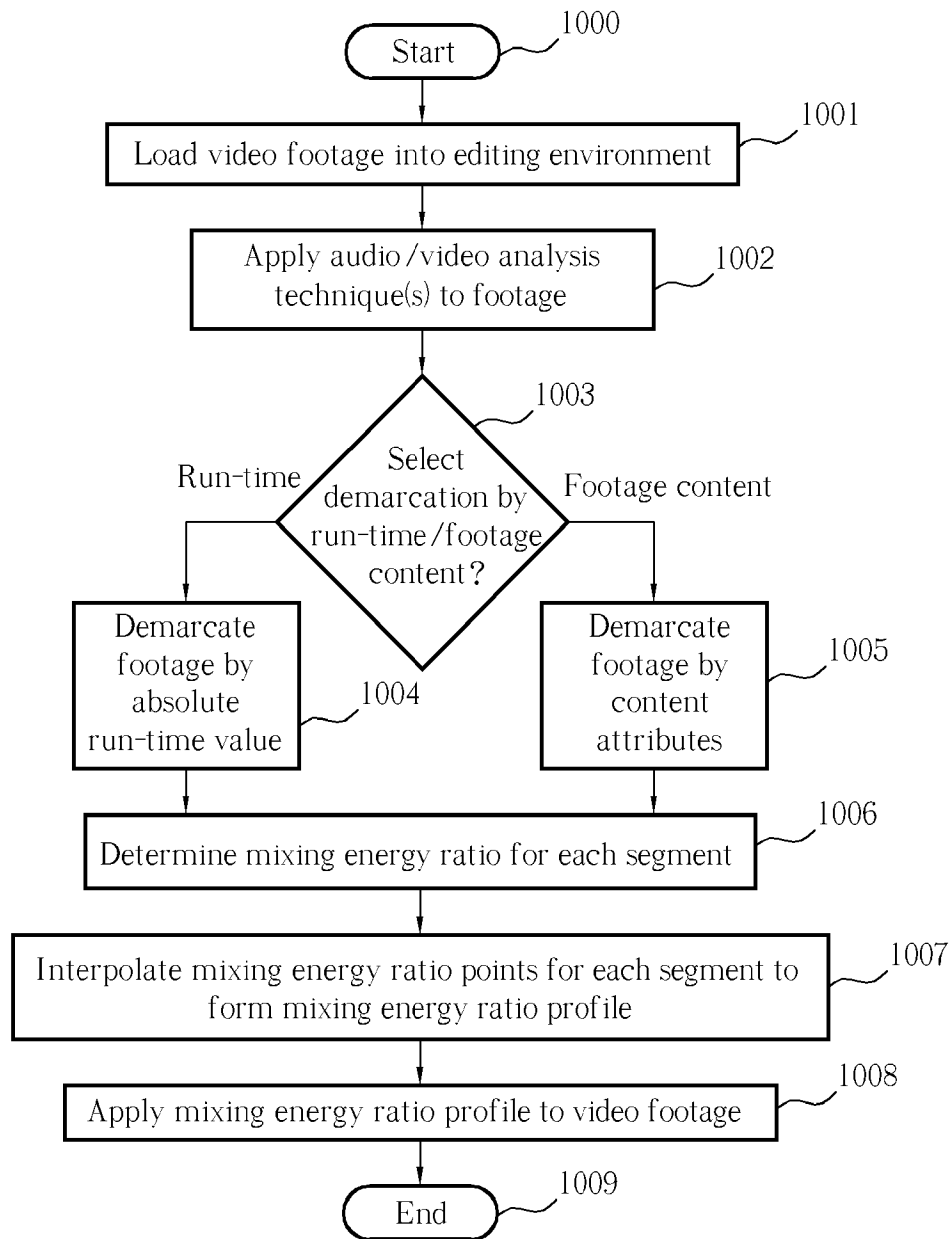 Start
1000
1001
Load video footage into editing environment
Apply audio/video analysis
technique(s) to footage
1002
1003
Select
demarcation by
run-time/footage
content?
Run-time
Footage content
Demarcate
footage by
absolute
run-time value
1004
Demarcate
footage by
content
attributes
1005
1006
Determine mixing energy ratio for each segment
Interpolate mixing energy ratio points for each segment to
form mixing energy ratio profile
1007
Apply mixing energy ratio profile to video footage
1008
End
1009